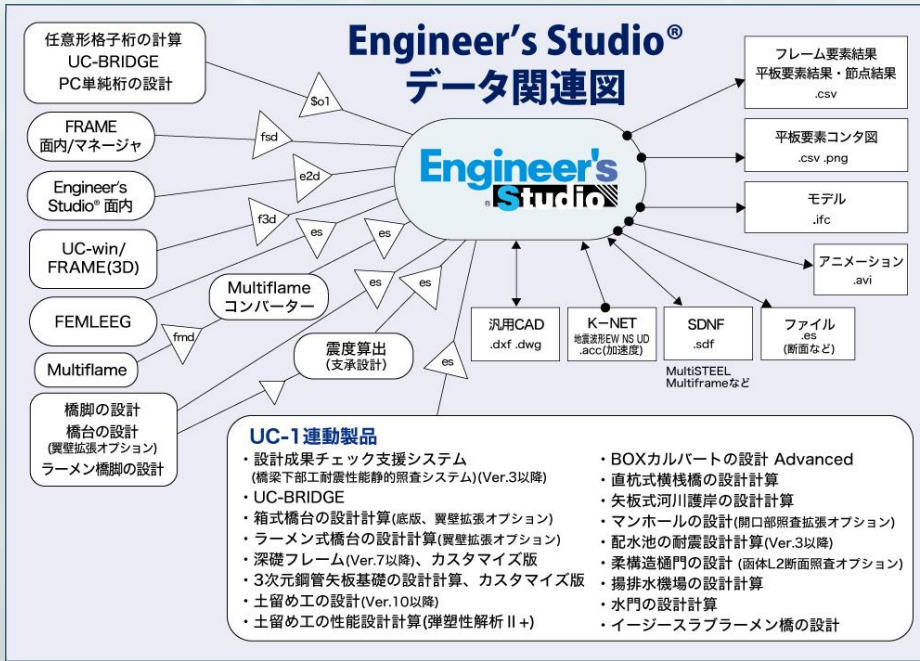 Engineer's Studio®
データ関連図
任意形格子桁の計算
UC-BRIDGE
PC単純桁の設計
$o1
FRAME
面内/マネージャ
fsd
Engineer's
Studio® 面内
e2d
UC-win/
FRAME(3D)
f3d
FEMLEEG
es
Multiflame
コンバーター
es
Multiflame
fmd
震度算出
(支承設計)
es
es
橋脚の設計
橋台の設計
(翼壁拡張オプション)
ラーメン橋脚の設計
es
Engineer's
® Studio
フレーム要素結果
平板要素結果・節点結果
.csv
平板要素コンタ図
.csv .png
モデル
.ifc
アニメーション
.avi
汎用CAD
.dxf .dwg
K-NET
地震波形EW NS UD
.acc(加速度)
SDNF
.sdf
MultiSTEEL
Multiframeなど
ファイル
.es
(断面など)
UC-1連動製品
・設計成果チェック支援システム
(橋梁下部工耐震性能静的照査システム)(Ver.3以降)
・UC-BRIDGE
・箱式橋台の設計計算(底版、翼壁拡張オプション)
・ラーメン式橋台の設計計算(翼壁拡張オプション)
・深礎フレーム(Ver.7以降)、カスタマイズ版
・3次元鋼管矢板基礎の設計計算、カスタマイズ版
・土留め工の設計(Ver.10以降)
・土留め工の性能設計計算(弾塑性解析Ⅱ+)
・BOXカルバートの設計 Advanced
・直杭式横桟橋の設計計算
・矢板式河川護岸の設計計算
・マンホールの設計(開口部照査拡張オプション)
・配水池の耐震設計計算(Ver.3以降)
・柔構造樋門の設計(函体L2断面照査オプション)
・揚排水機場の設計計算
・水門の設計計算
・イージースラブラーメン橋の設計